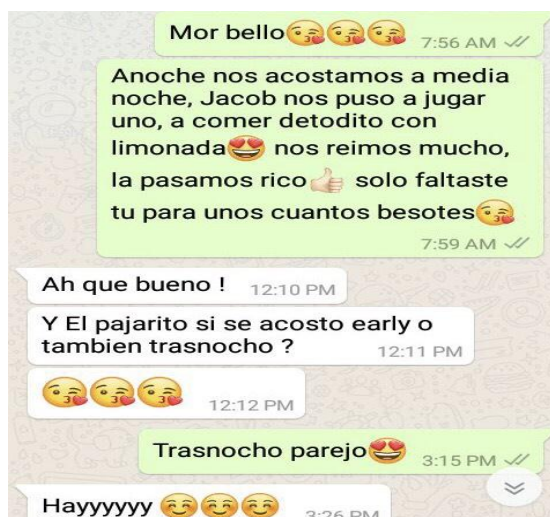 Mor bello😘😘😘 7:56 AM
Anoche nos acostamos a media
noche, Jacob nos puso a jugar
uno, a comer detodito con
limonada😍 nos reimos mucho,
la pasamos rico👍🏻 solo faltaste
tu para unos cuantos besotes😘
7:59 AM
Ah que bueno ! 12:10 PM
Y El pajarito si se acosto early o
tambien trasnocho ? 12:11 PM
😘😘😘 12:12 PM
Trasnocho parejo😍 3:15 PM
Hayyyyyy ☺☺☺ 3:26 PM